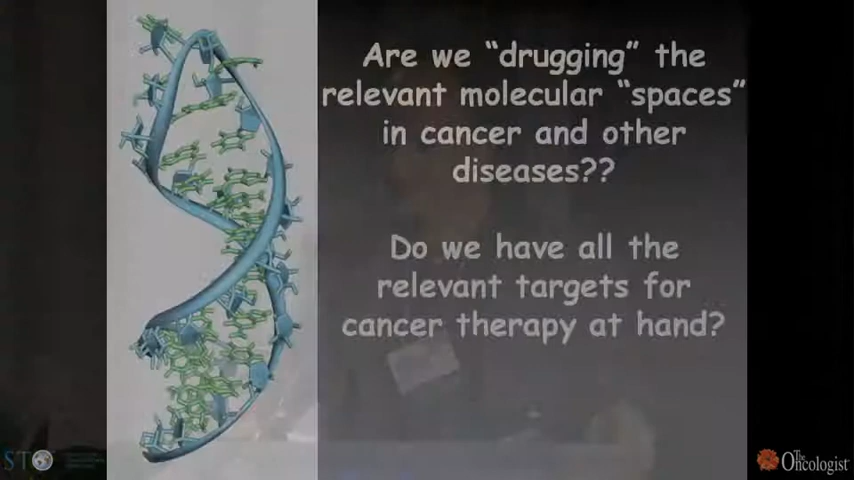 Are we “drugging” the
relevant molecular “spaces”
in cancer and other
diseases??
Do we have all the
relevant targets for
cancer therapy at hand?
The
Oncologist